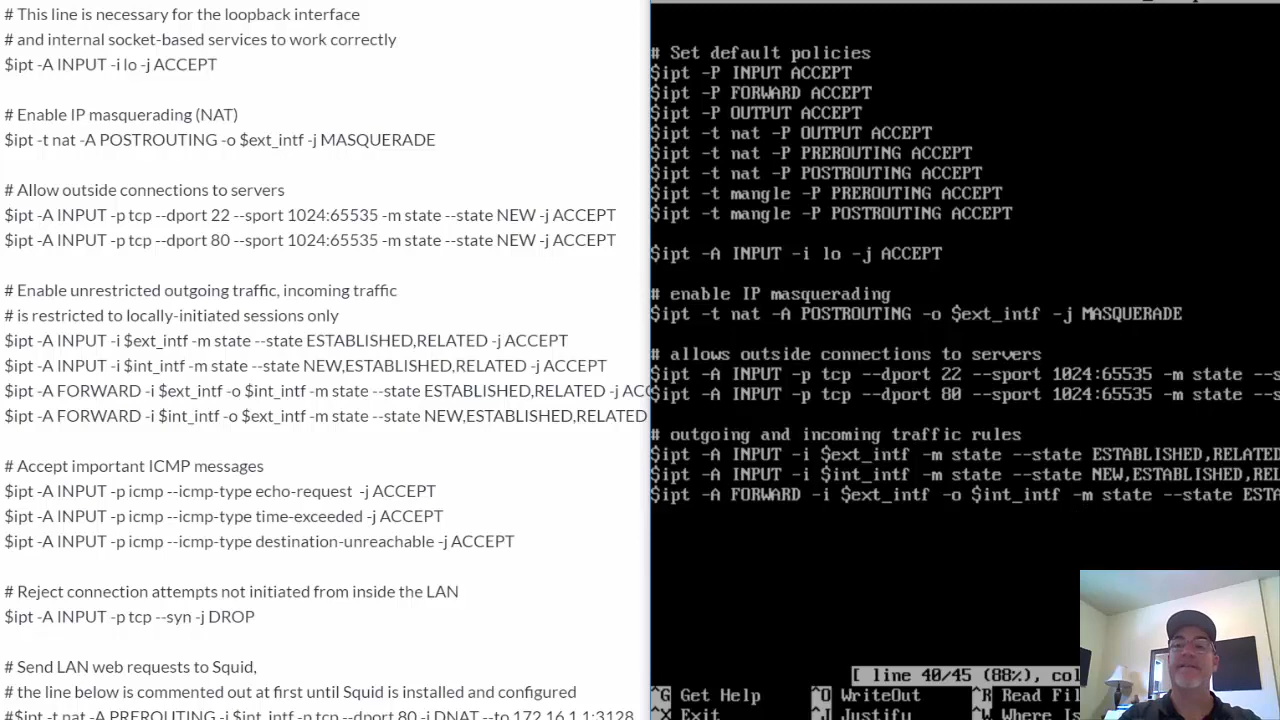 # This line is necessary for the loopback interface
# and internal socket-based services to work correctly
$ipt -A INPUT -i lo -j ACCEPT
# Enable IP masquerading (NAT)
$ipt -t nat -A POSTROUTING -o $ext_intf -j MASQUERADE
# Allow outside connections to servers
$ipt -A INPUT -p tcp --dport 22 --sport 1024:65535 -m state --state NEW -j ACCEPT
$ipt -A INPUT -p tcp --dport 80 --sport 1024:65535 -m state --state NEW -j ACCEPT
# Enable unrestricted outgoing traffic, incoming traffic
# is restricted to locally-initiated sessions only
$ipt -A INPUT -i $ext_intf -m state --state ESTABLISHED,RELATED -j ACCEPT
$ipt -A INPUT -i $int_intf -m state --state NEW,ESTABLISHED,RELATED -j ACCEPT
$ipt -A FORWARD -i $ext_intf -o $int_intf -m state --state ESTABLISHED,RELATED -j ACC
$ipt -A FORWARD -i $int_intf -o $ext_intf -m state --state NEW,ESTABLISHED,RELATED
# Accept important ICMP messages
$ipt -A INPUT -p icmp --icmp-type echo-request -j ACCEPT
$ipt -A INPUT -p icmp --icmp-type time-exceeded -j ACCEPT
$ipt -A INPUT -p icmp --icmp-type destination-unreachable -j ACCEPT
# Reject connection attempts not initiated from inside the LAN
$ipt -A INPUT -p tcp --syn -j DROP
# Send LAN web requests to Squid,
# the line below is commented out at first until Squid is installed and configured
#$ipt -t nat -A PREROUTING -i $int_intf -p tcp --dport 80 -j DNAT --to 172.16.1.1:3128
# Set default policies
$ipt -P INPUT ACCEPT
$ipt -P FORWARD ACCEPT
$ipt -P OUTPUT ACCEPT
$ipt -t nat -P OUTPUT ACCEPT
$ipt -t nat -P PREROUTING ACCEPT
$ipt -t nat -P POSTROUTING ACCEPT
$ipt -t mangle -P PREROUTING ACCEPT
$ipt -t mangle -P POSTROUTING ACCEPT
$ipt -A INPUT -i lo -j ACCEPT
# enable IP masquerading
$ipt -t nat -A POSTROUTING -o $ext_intf -j MASQUERADE
# allows outside connections to servers
$ipt -A INPUT -p tcp --dport 22 --sport 1024:65535 -m state --s
$ipt -A INPUT -p tcp --dport 80 --sport 1024:65535 -m state --s
# outgoing and incoming traffic rules
$ipt -A INPUT -i $ext_intf -m state --state ESTABLISHED,RELATED
$ipt -A INPUT -i $int_intf -m state --state NEW,ESTABLISHED,REL
$ipt -A FORWARD -i $ext_intf -o $int_intf -m state --state ESTA
[ line 40/45 (88%), col
^G Get Help ^O WriteOut ^R Read Fil
^X Exit ^J Justify ^W Where Is